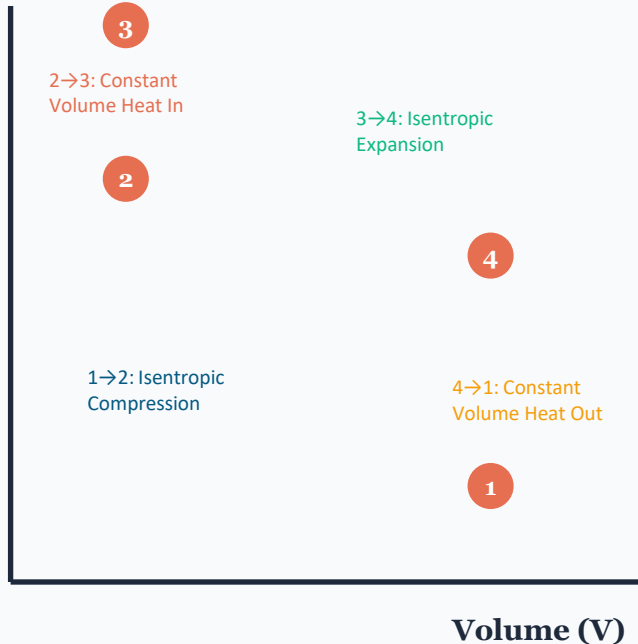 3
2→3: Constant
Volume Heat In
3→4: Isentropic
Expansion
2
4
1→2: Isentropic
Compression
4→1: Constant
Volume Heat Out
1
Volume (V)